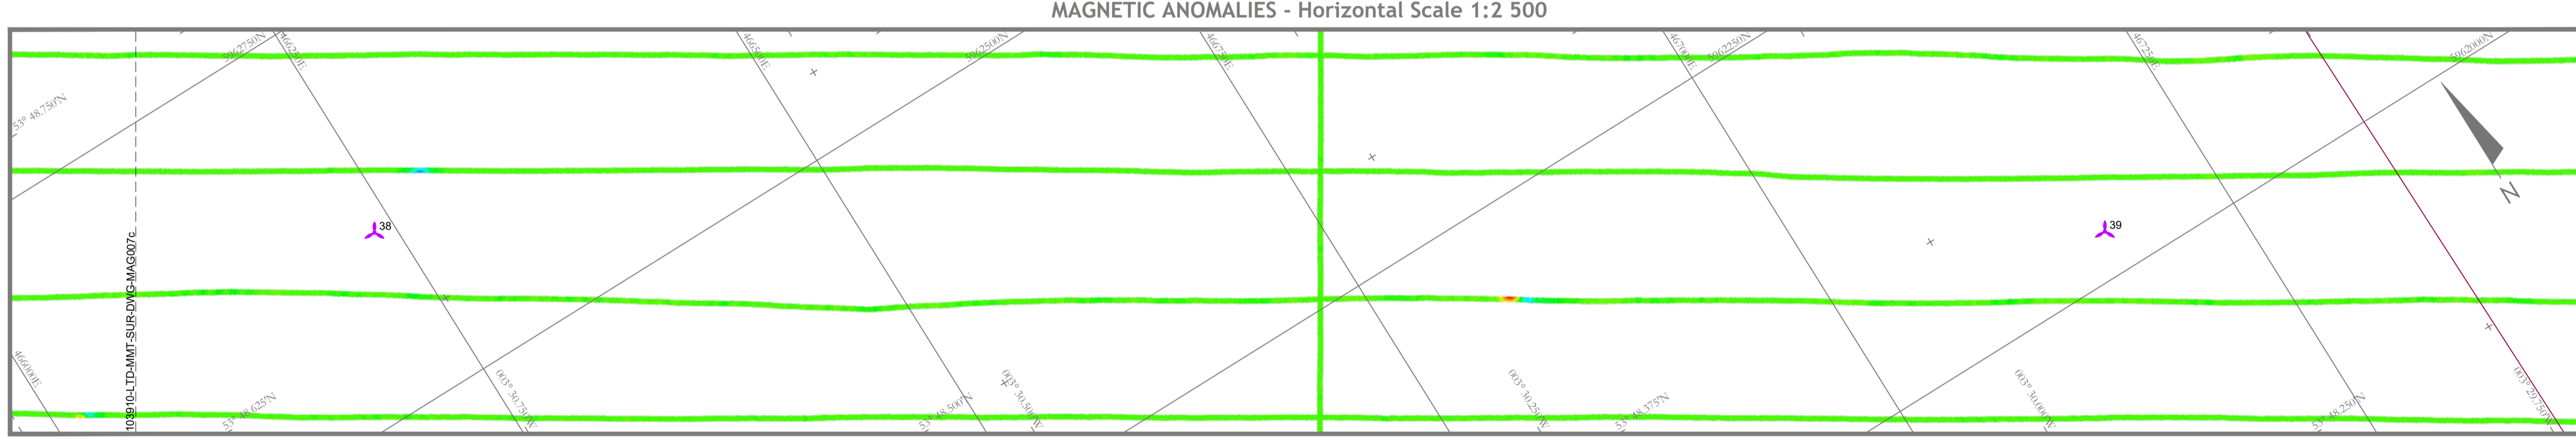 MAGNETIC ANOMALIES - Horizontal Scale 1:2 500
5962750N
466250E
466500E
5962500N
466750E
467000E
5962250N
467250E
5962000N
53° 48.750'N
38
39
N
103910-LTD-MMT-SUR-DWG-MAG007c
466000E
53° 48.625'N
003° 30.750'W
53° 48.500'N
003° 30.500'W
003° 30.250'W
53° 48.375'N
003° 30.000'W
53° 48.250'N
003° 29.750'W